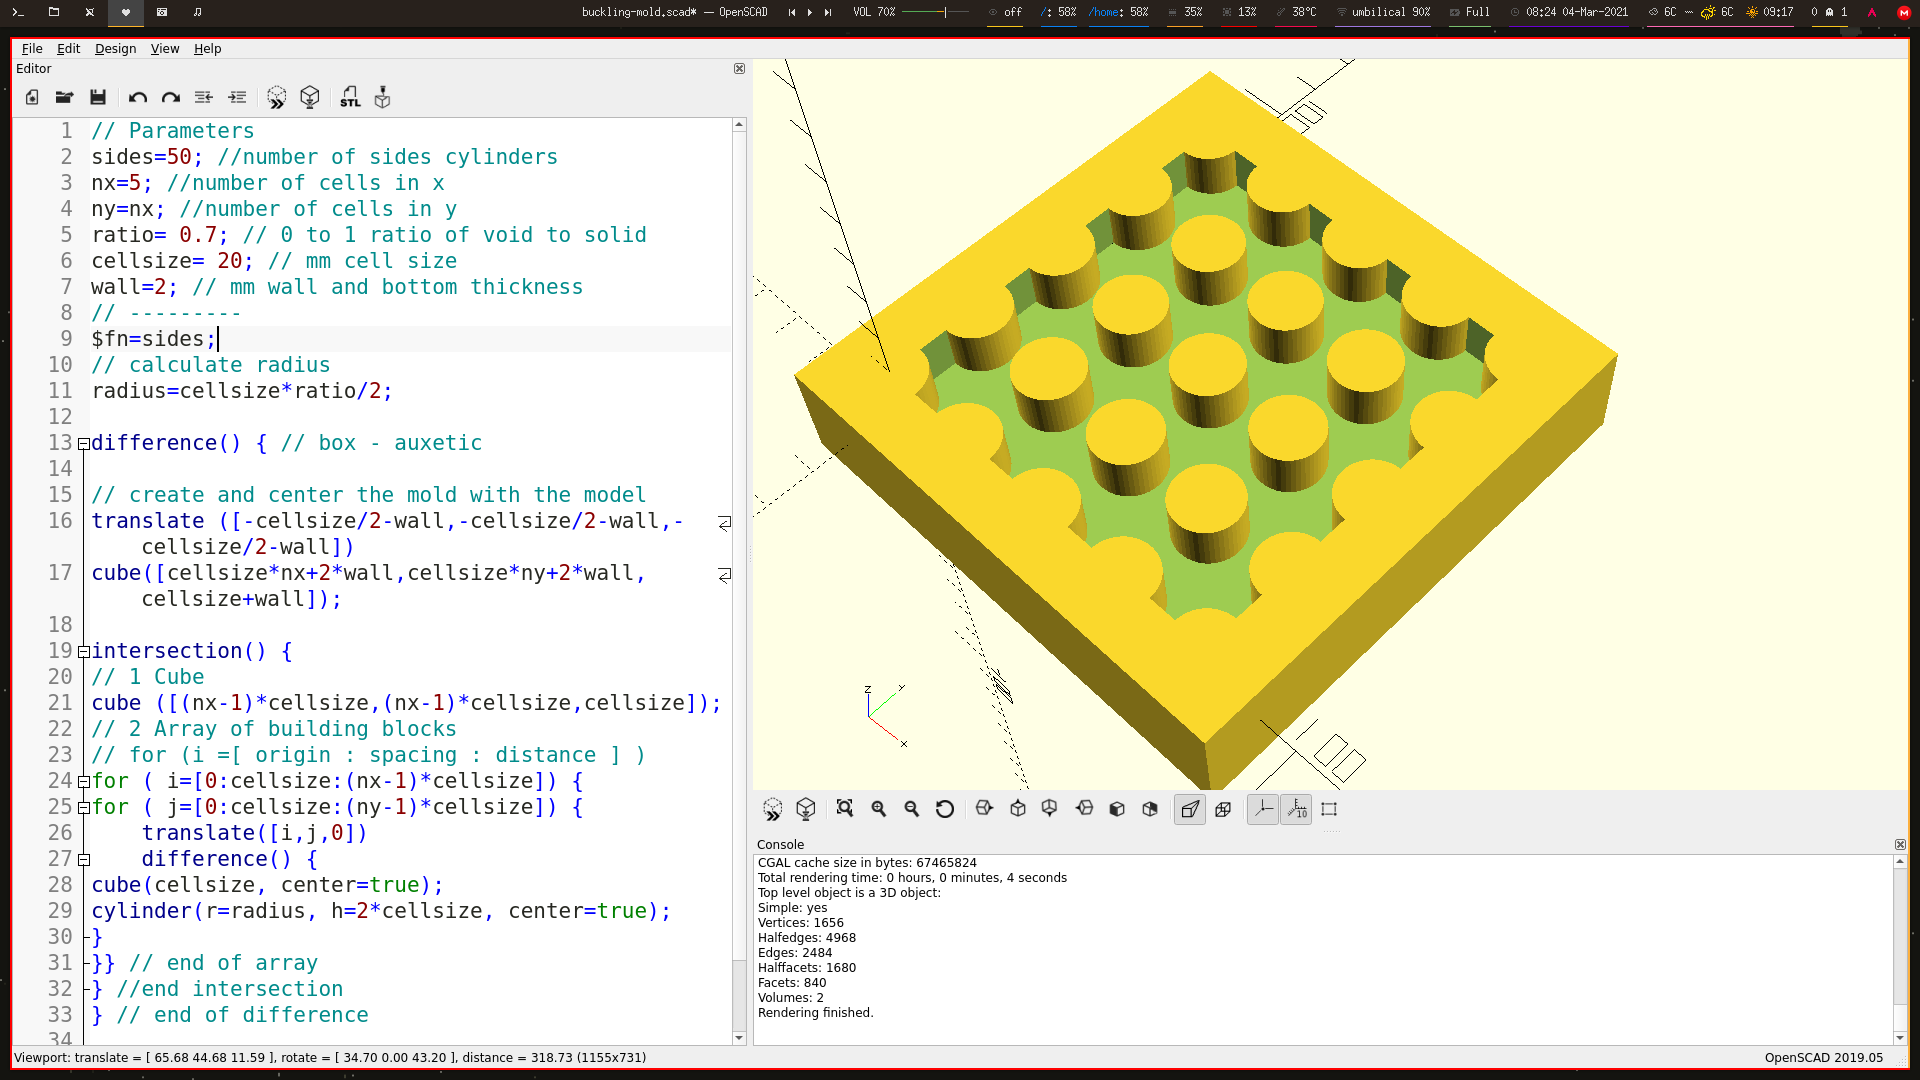 buckling-mold.scad* — OpenSCAD
VOL 70%
off
/: 58%
/home: 58%
35%
13%
38°C
umbilical 90%
Full
08:24 04-Mar-2021
6C ~ 6C
09:17
0 1
File Edit Design View Help
Editor
STL
1 // Parameters
2 sides=50; //number of sides cylinders
3 nx=5; //number of cells in x
4 ny=nx; //number of cells in y
5 ratio= 0.7; // 0 to 1 ratio of void to solid
6 cellsize= 20; // mm cell size
7 wall=2; // mm wall and bottom thickness
8 // ---------
9 $fn=sides;
10 // calculate radius
11 radius=cellsize*ratio/2;
12
13 difference() { // box - auxetic
14
15 // create and center the mold with the model
16 translate ([-cellsize/2-wall,-cellsize/2-wall,-
cellsize/2-wall])
17 cube([cellsize*nx+2*wall,cellsize*ny+2*wall,
cellsize+wall]);
18
19 intersection() {
20 // 1 Cube
21 cube ([(nx-1)*cellsize,(nx-1)*cellsize,cellsize]);
22 // 2 Array of building blocks
23 // for (i =[ origin : spacing : distance ] )
24 for ( i=[0:cellsize:(nx-1)*cellsize]) {
25 for ( j=[0:cellsize:(ny-1)*cellsize]) {
26 translate([i,j,0])
27 difference() {
28 cube(cellsize, center=true);
29 cylinder(r=radius, h=2*cellsize, center=true);
30 }
31 }} // end of array
32 } //end intersection
33 } // end of difference
34
z
y
x
10
Console
CGAL cache size in bytes: 67465824
Total rendering time: 0 hours, 0 minutes, 4 seconds
Top level object is a 3D object:
Simple: yes
Vertices: 1656
Halfedges: 4968
Edges: 2484
Halffacets: 1680
Facets: 840
Volumes: 2
Rendering finished.
Viewport: translate = [ 65.68 44.68 11.59 ], rotate = [ 34.70 0.00 43.20 ], distance = 318.73 (1155x731)
OpenSCAD 2019.05